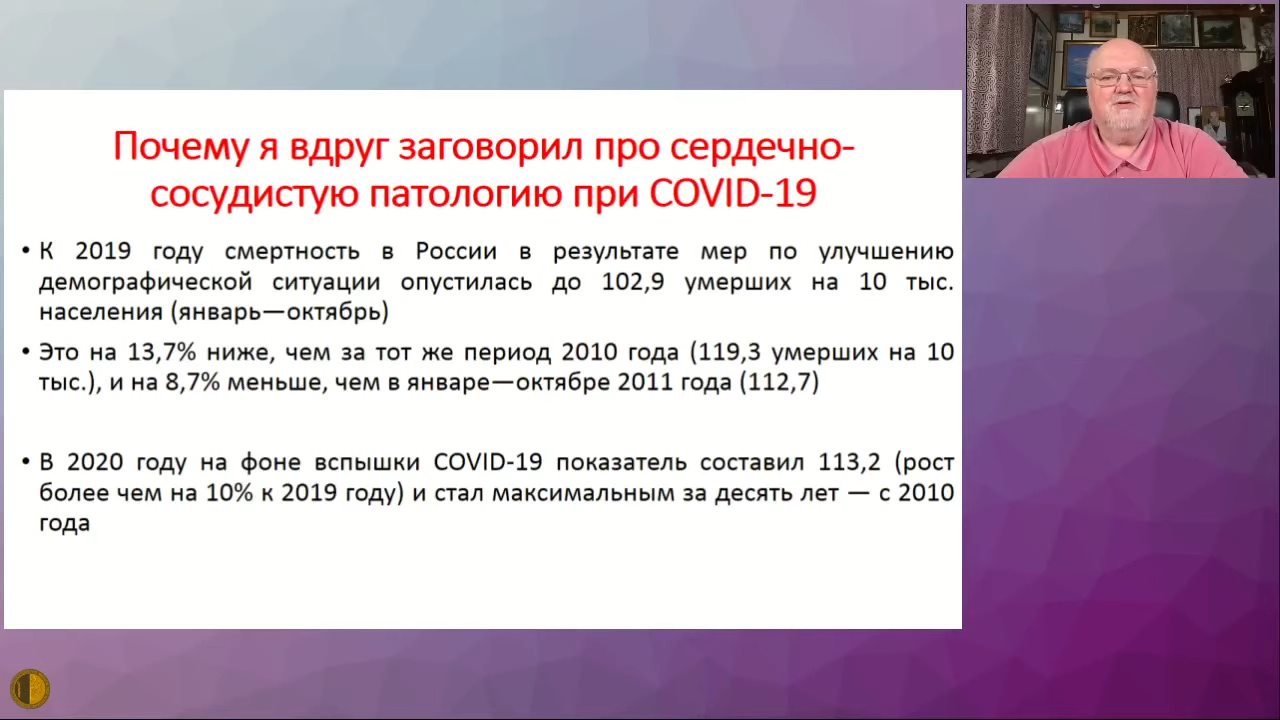 Почему я вдруг заговорил про сердечно-
сосудистую патологию при COVID-19
• К 2019 году смертность в России в результате мер по улучшению
демографической ситуации опустилась до 102,9 умерших на 10 тыс.
населения (январь—октябрь)
• Это на 13,7% ниже, чем за тот же период 2010 года (119,3 умерших на 10
тыс.), и на 8,7% меньше, чем в январе—октябре 2011 года (112,7)
• В 2020 году на фоне вспышки COVID-19 показатель составил 113,2 (рост
более чем на 10% к 2019 году) и стал максимальным за десять лет — с 2010
года